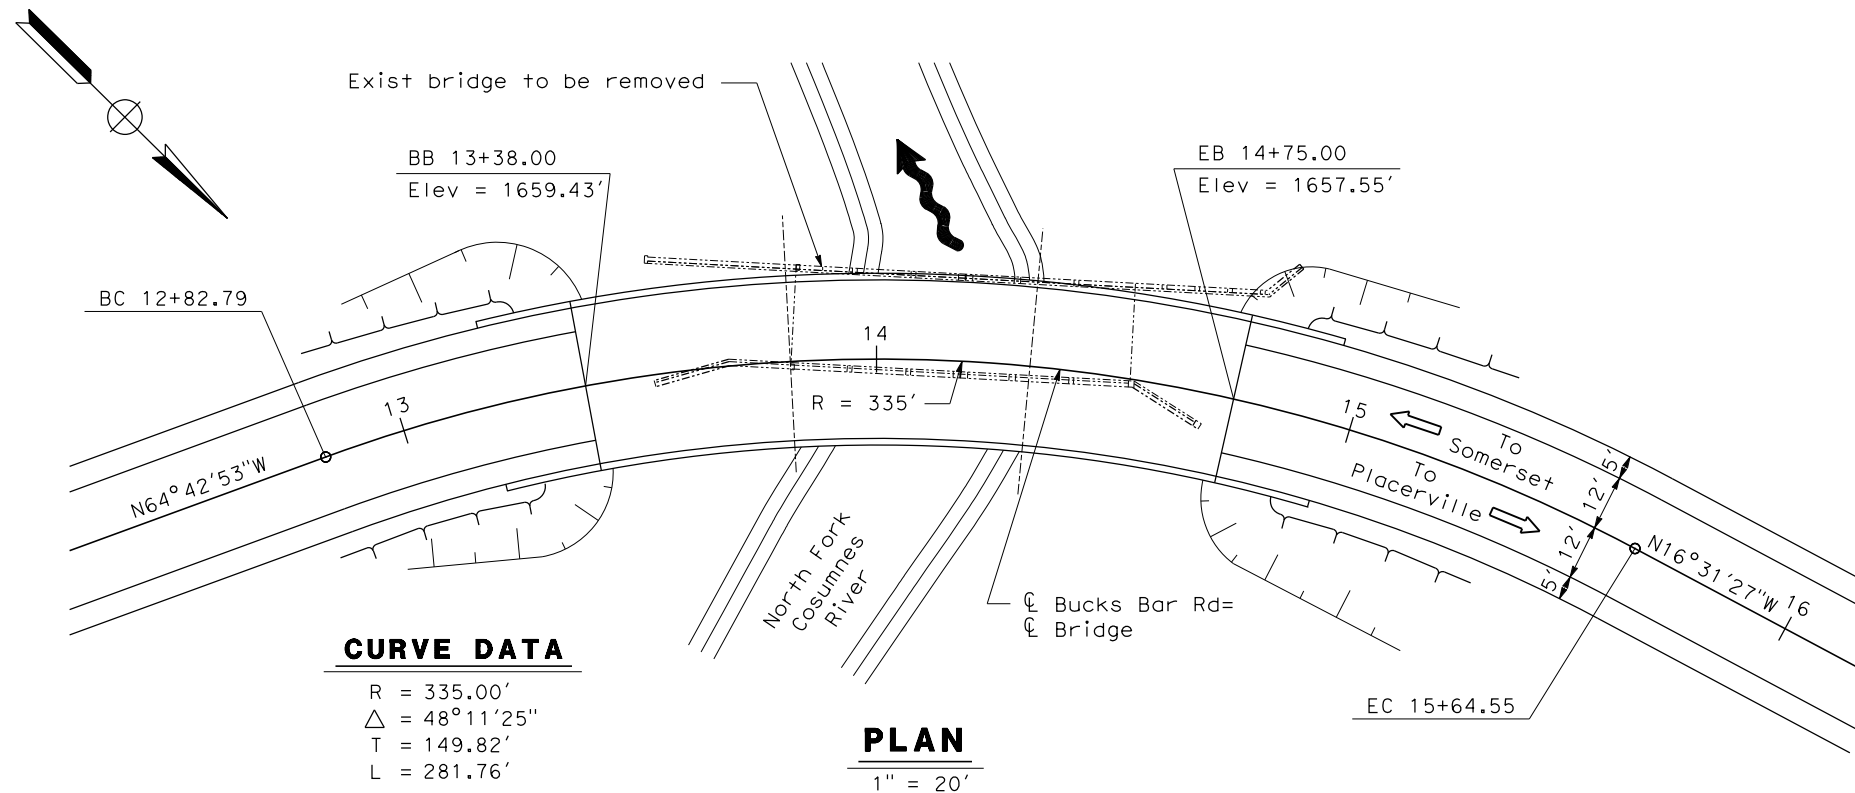 Exist bridge to be removed
BB 13+38.00
Elev = 1659.43'
EB 14+75.00
Elev = 1657.55'
BC 12+82.79
13
14
15
16
R = 335'
N64°42'53"W
To
Somerset
To
Placerville
5'
12'
12'
5'
N16°31'27"W
North Fork
Cosumnes
River
℄ Bucks Bar Rd=
℄ Bridge
EC 15+64.55
CURVE DATA
R = 335.00'
△ = 48°11'25"
T = 149.82'
L = 281.76'
PLAN
1" = 20'